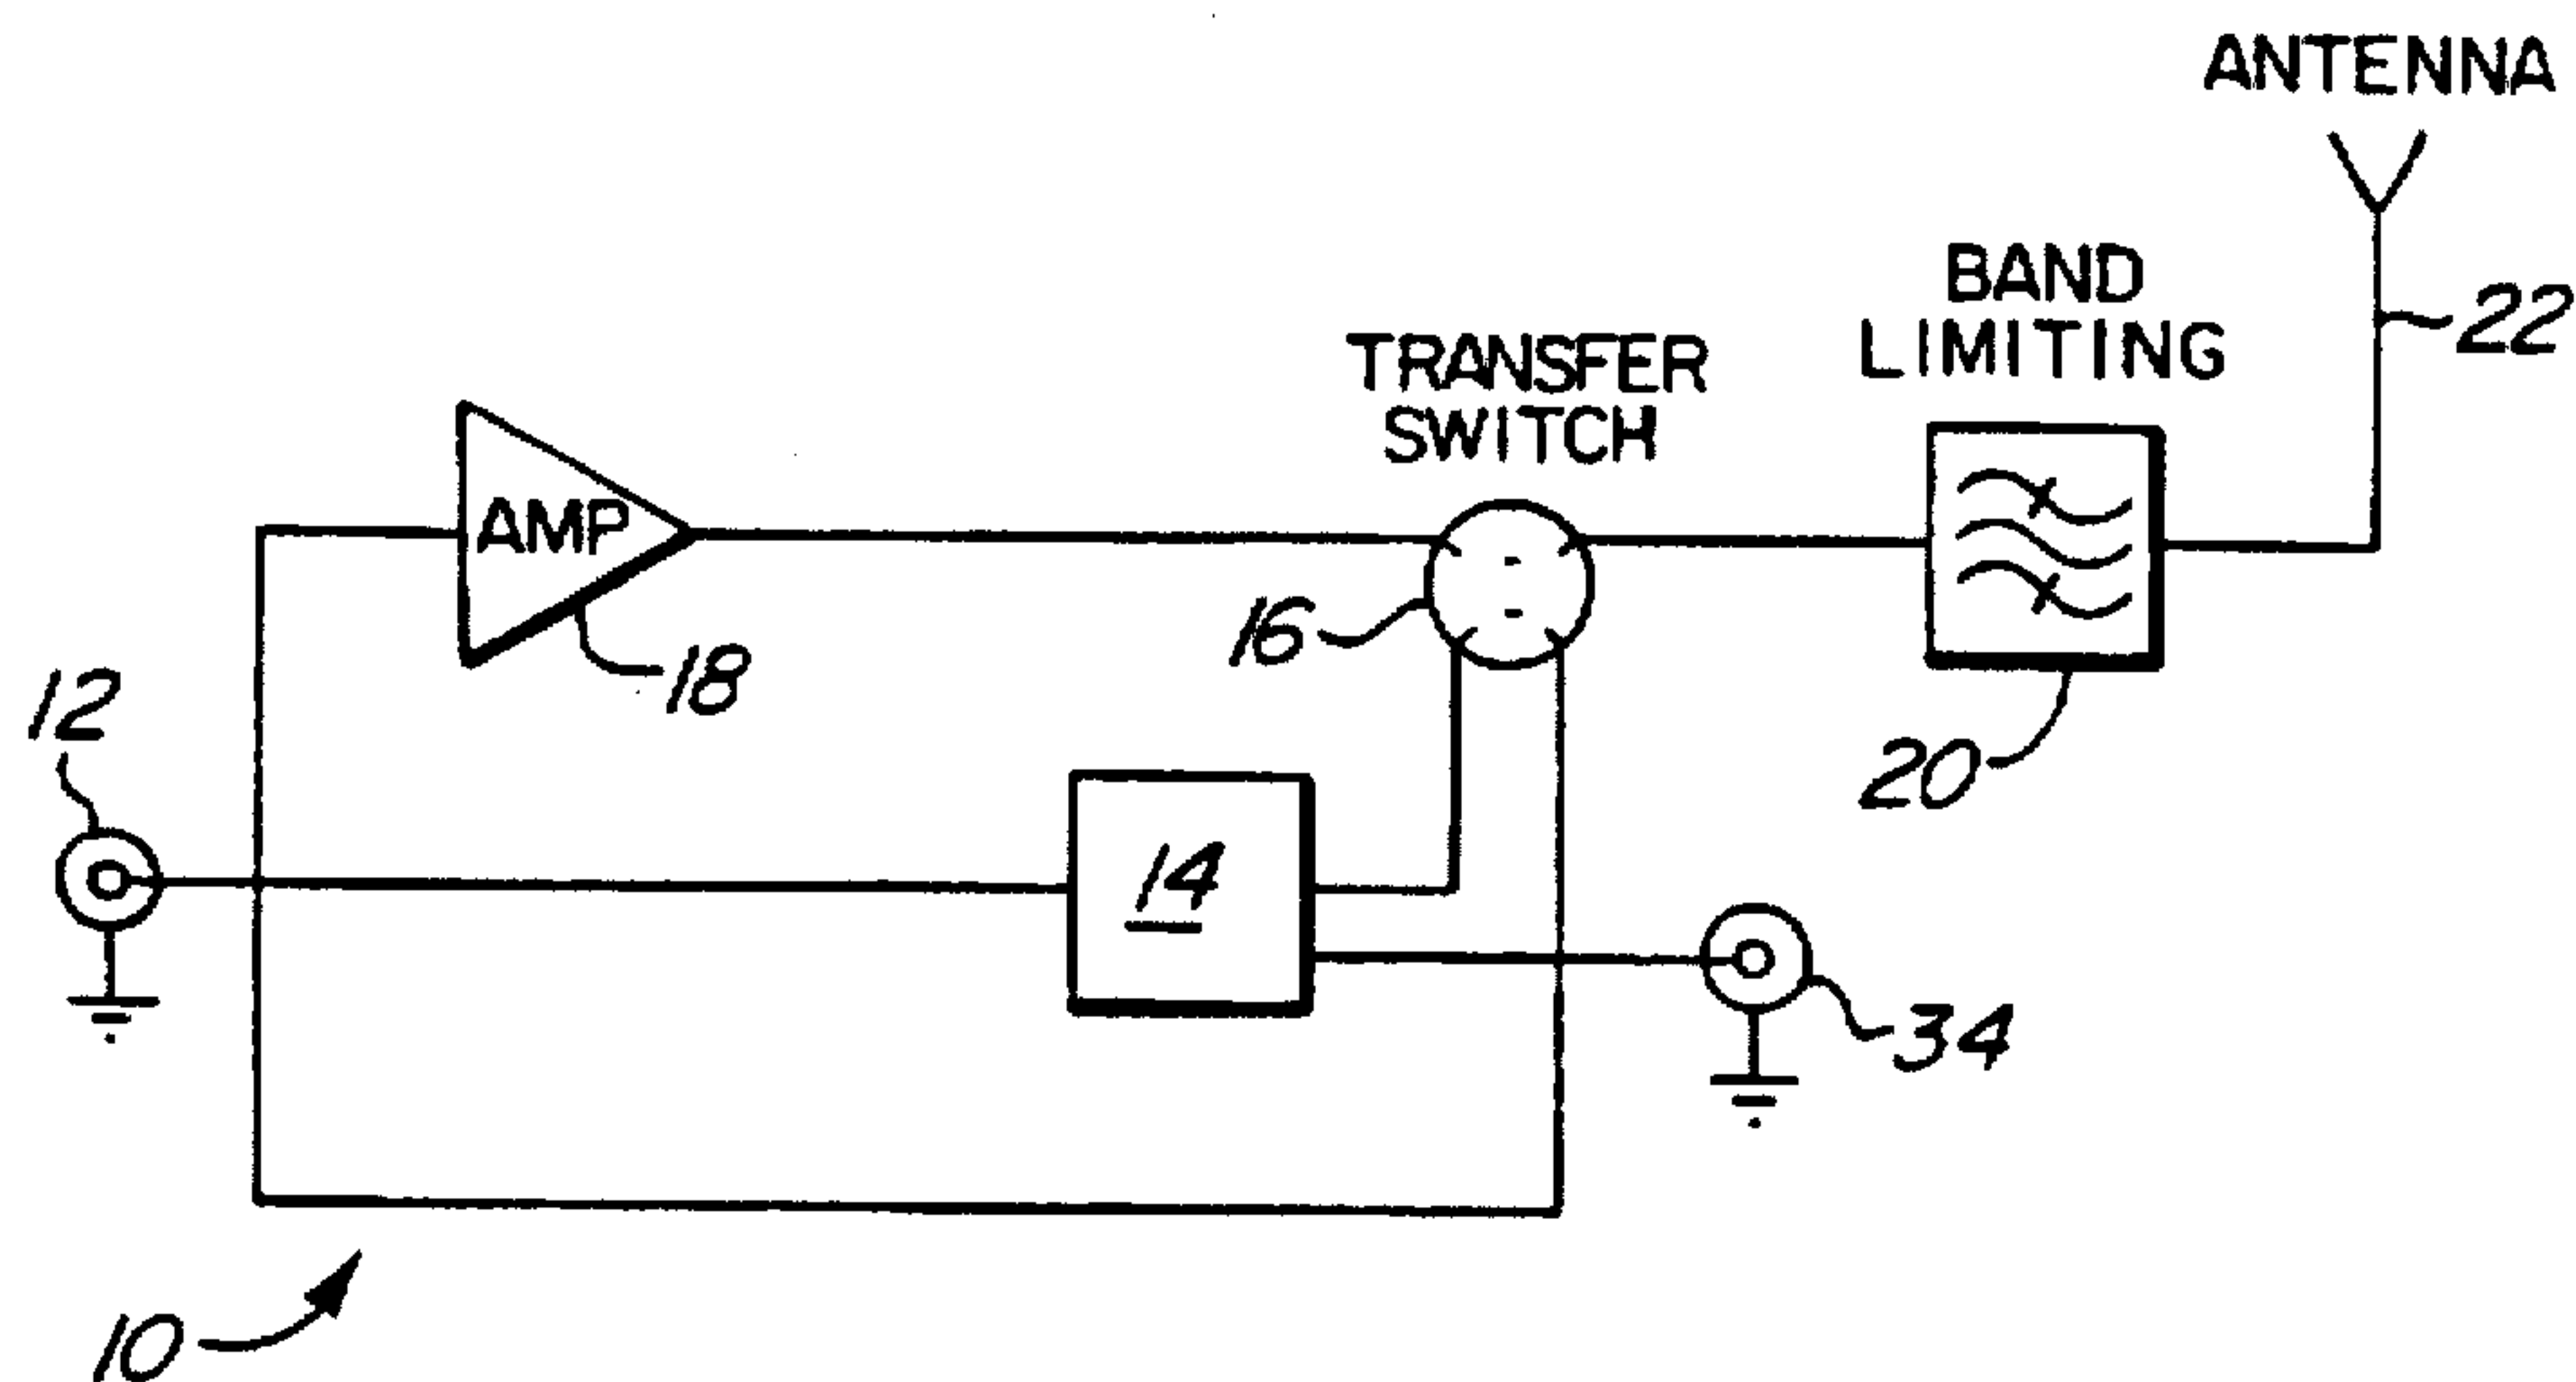 ANTENNA
22
BAND
LIMITING
TRANSFER
SWITCH
AMP
16
18
12
20
14
34
10